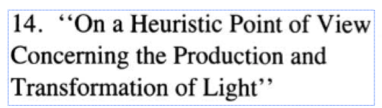 14. ‘‘On a Heuristic Point of View
Concerning the Production and
Transformation of Light’’